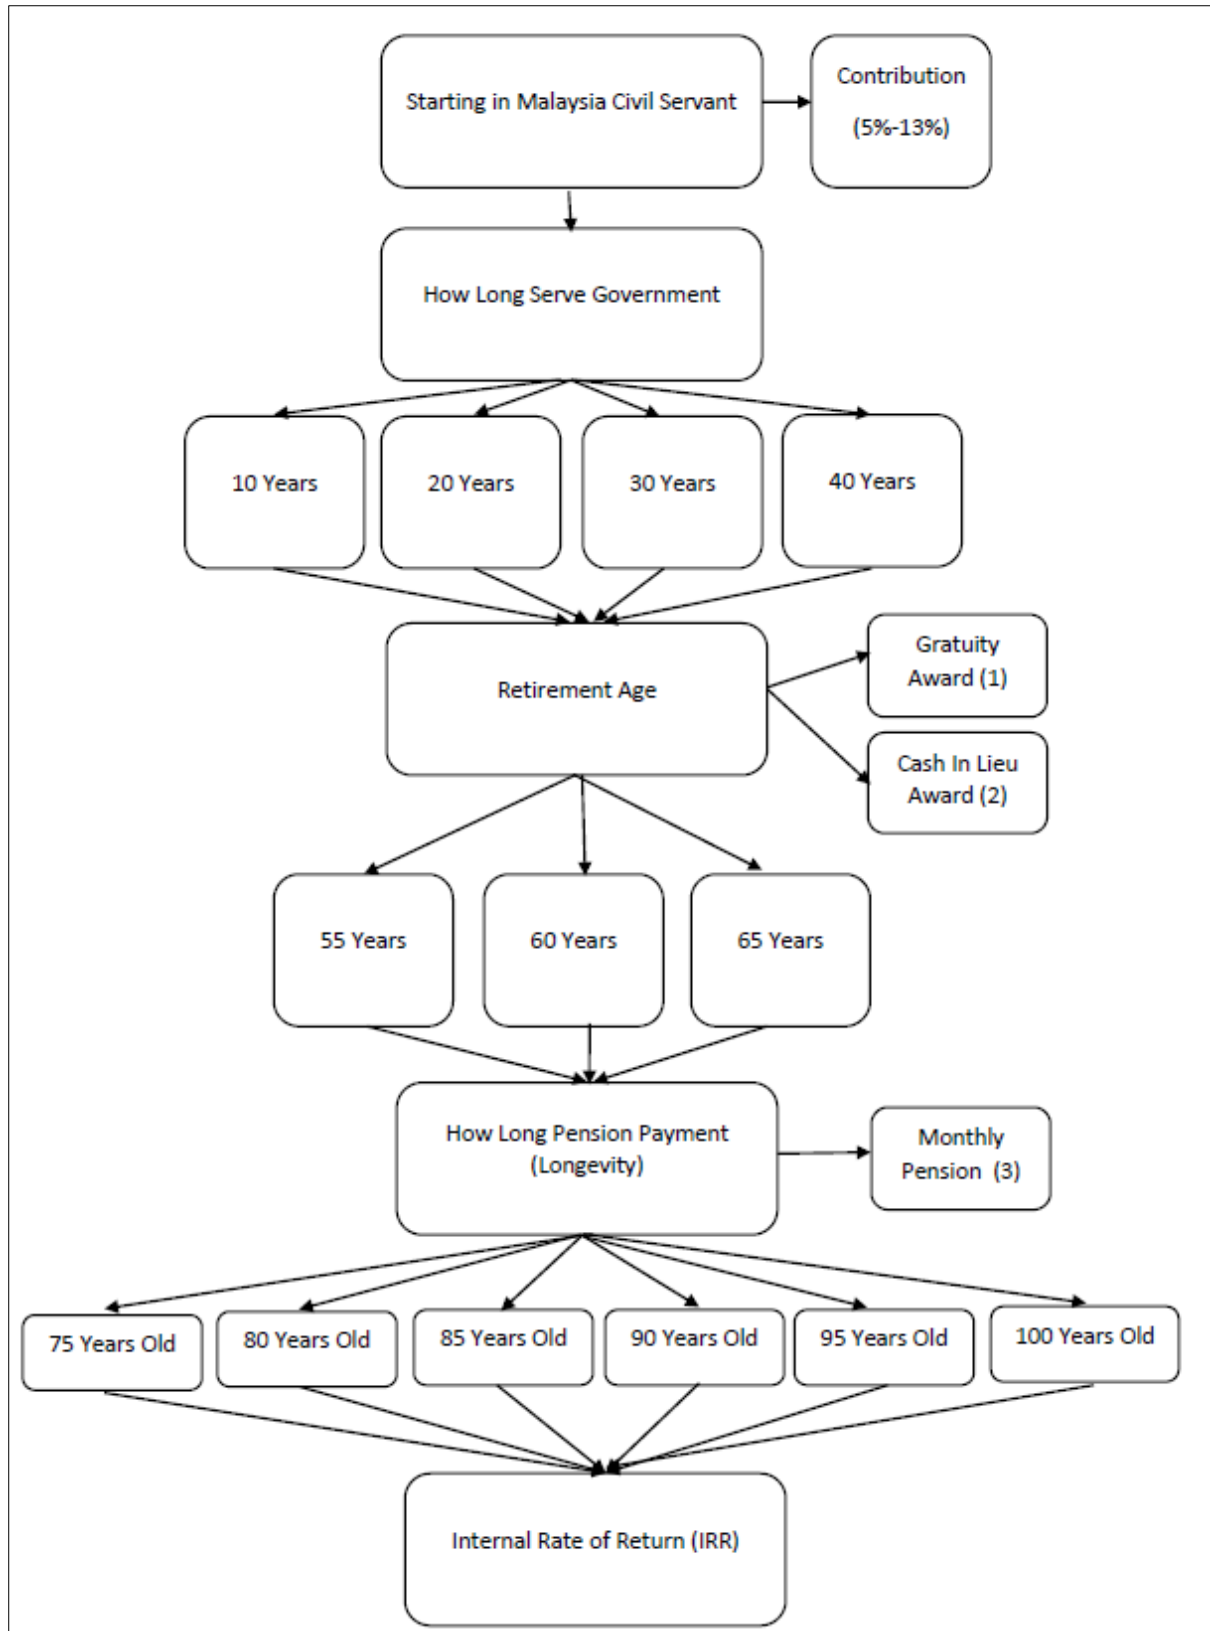 Starting in Malaysia Civil Servant
Contribution
(5%-13%)
How Long Serve Government
10 Years
20 Years
30 Years
40 Years
Retirement Age
Gratuity
Award (1)
Cash In Lieu
Award (2)
55 Years
60 Years
65 Years
How Long Pension Payment
(Longevity)
Monthly
Pension (3)
75 Years Old
80 Years Old
85 Years Old
90 Years Old
95 Years Old
100 Years Old
Internal Rate of Return (IRR)